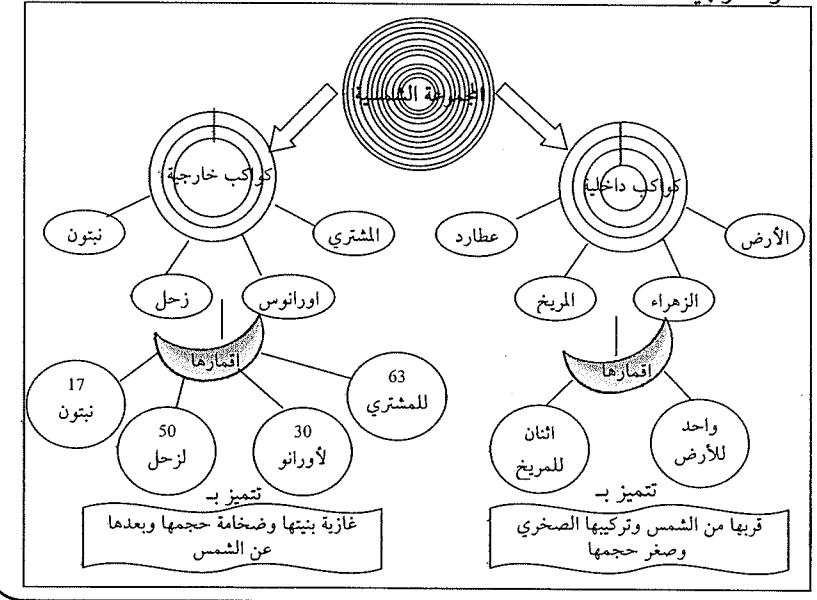 المجموعة الشمسية
كواكب داخلية
كواكب خارجية
الأرض
الزهراء
المريخ
عطارد
المشتري
اورانوس
زحل
نبتون
اقمارها
واحد
للأرض
اثنان
للمريخ
اقمارها
63
للمشتري
30
لأورانو
50
لزحل
17
نبتون
تتميز بـ
قربها من الشمس وتركيبها الصخري
وصغر حجمها
تتميز بـ
غازية بنيتها وضخامة حجمها وبعدها
عن الشمس